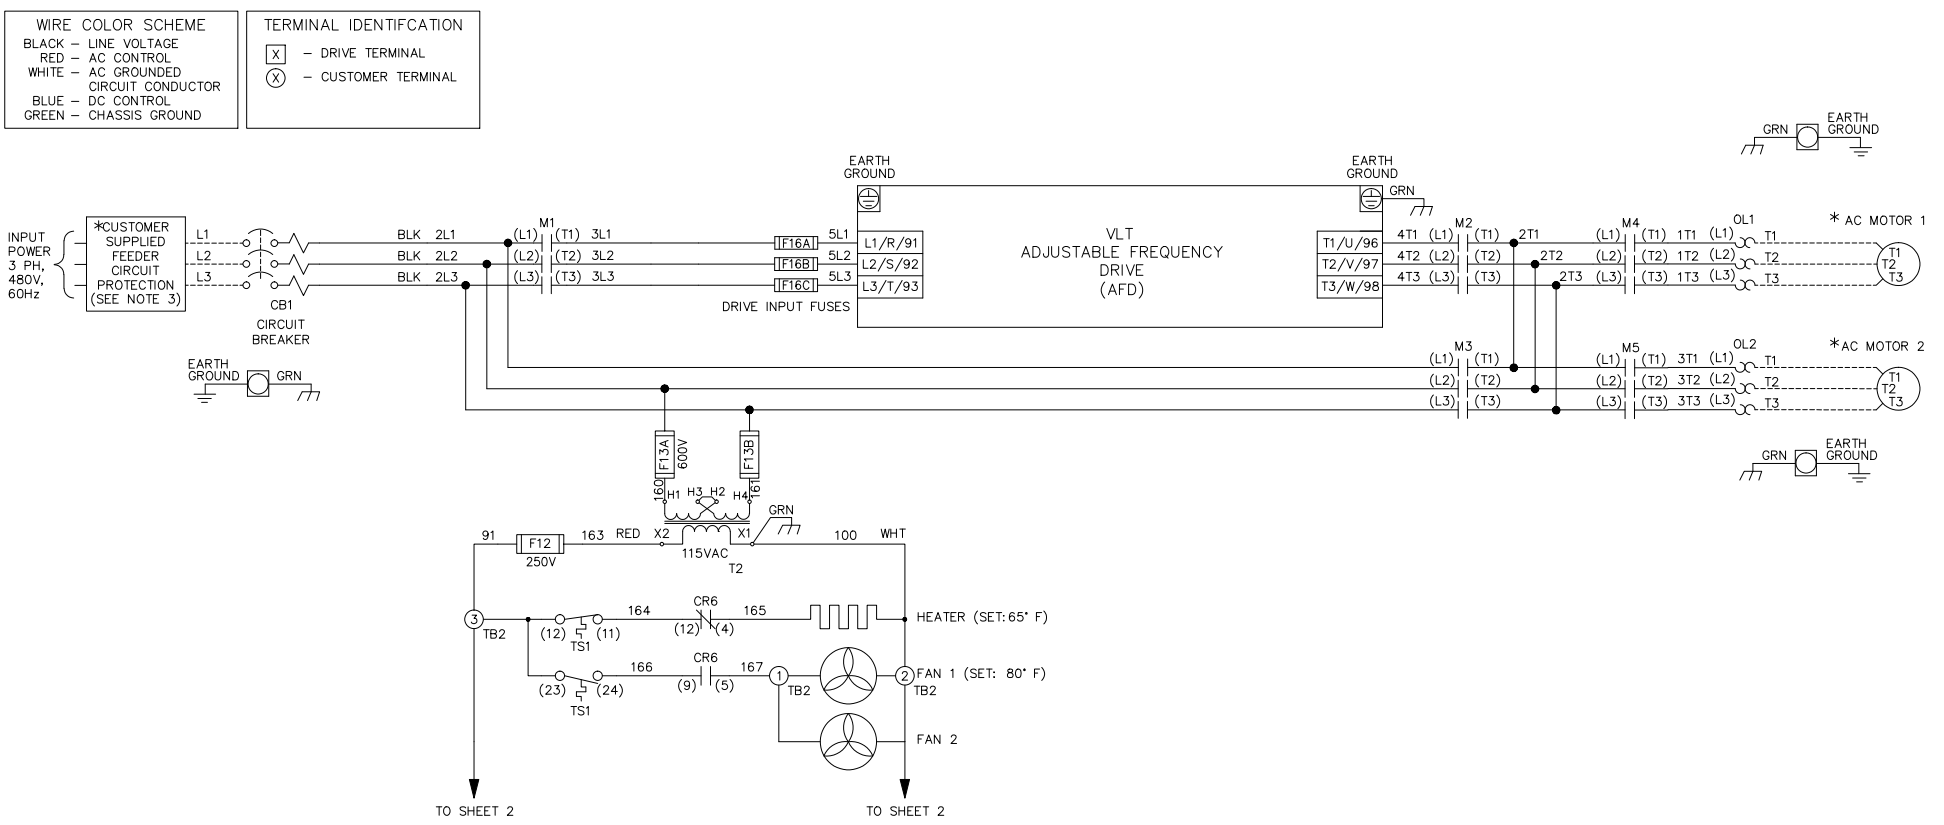 WIRE COLOR SCHEME
BLACK – LINE VOLTAGE
RED – AC CONTROL
WHITE – AC GROUNDED
CIRCUIT CONDUCTOR
BLUE – DC CONTROL
GREEN – CHASSIS GROUND
TERMINAL IDENTIFCATION
X – DRIVE TERMINAL
X – CUSTOMER TERMINAL
GRN
EARTH
GROUND
EARTH
GROUND
EARTH
GROUND
GRN
INPUT
POWER
3 PH,
480V,
60Hz
*CUSTOMER
SUPPLIED
FEEDER
CIRCUIT
PROTECTION
(SEE NOTE 3)
L1
L2
L3
CB1
CIRCUIT
BREAKER
BLK 2L1
BLK 2L2
BLK 2L3
M1
(L1) (T1) 3L1
(L2) (T2) 3L2
(L3) (T3) 3L3
F16A 5L1
F16B 5L2
F16C 5L3
DRIVE INPUT FUSES
L1/R/91
L2/S/92
L3/T/93
VLT
ADJUSTABLE FREQUENCY
DRIVE
(AFD)
T1/U/96
T2/V/97
T3/W/98
M2
4T1 (L1) (T1) 2T1
4T2 (L2) (T2) 2T2
4T3 (L3) (T3) 2T3
M4
(L1) (T1) 1T1 (L1)
(L2) (T2) 1T2 (L2)
(L3) (T3) 1T3 (L3)
OL1
T1
T2
T3
* AC MOTOR 1
T1
T2
T3
EARTH
GROUND
GRN
M3
(L1) (T1)
(L2) (T2)
(L3) (T3)
M5
(L1) (T1) 3T1 (L1)
(L2) (T2) 3T2 (L2)
(L3) (T3) 3T3 (L3)
OL2
T1
T2
T3
* AC MOTOR 2
T1
T2
T3
GRN
EARTH
GROUND
F13A
600V
F13B
160
161
H1 H3 H2 H4
GRN
91
F12
250V
163 RED X2
X1
100 WHT
115VAC
T2
3
TB2
(12) (11)
TS1
164
CR6
(12) (4)
165
HEATER (SET:65° F)
(23) (24)
TS1
166
CR6
(9) (5)
167
1
TB2
2
TB2
FAN 1 (SET: 80° F)
FAN 2
TO SHEET 2
TO SHEET 2